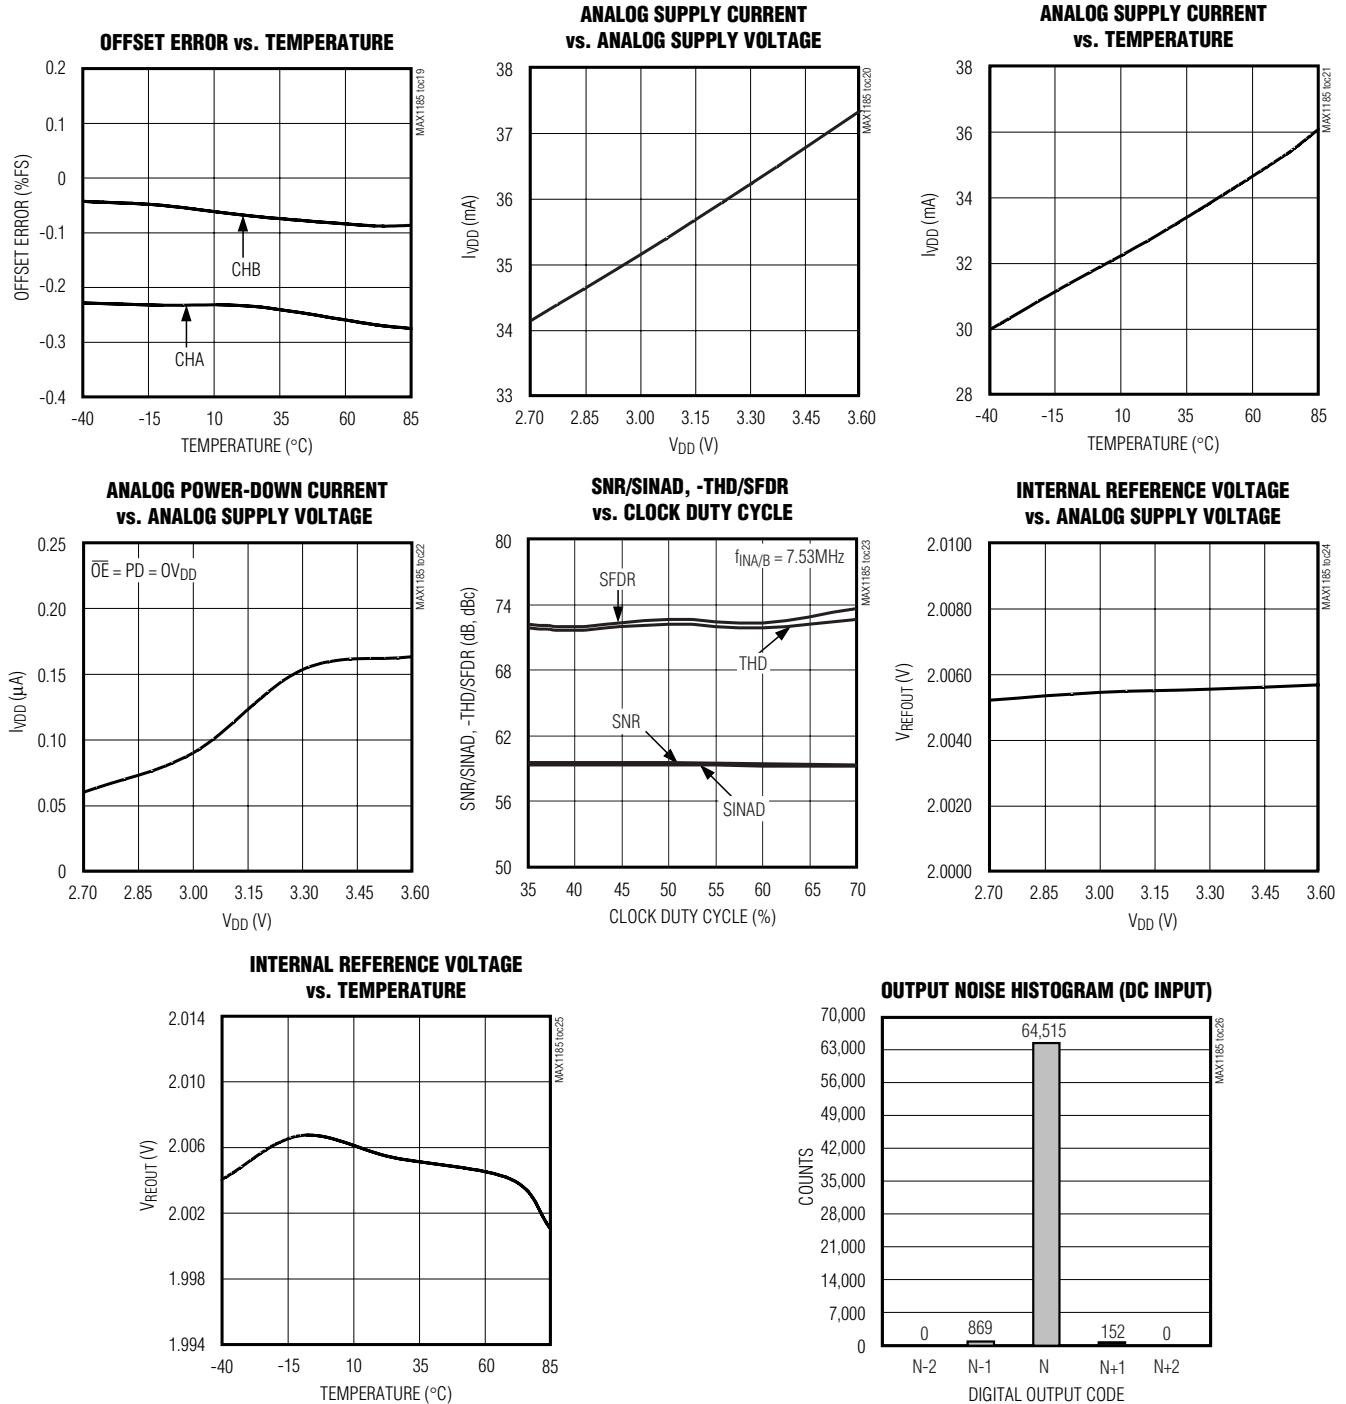 OFFSET ERROR vs. TEMPERATURE
OFFSET ERROR (%FS)
0.2
0.1
0
-0.1
-0.2
-0.3
-0.4
CHB
CHA
-40 -15 10 35 60 85
TEMPERATURE (°C)
MAX1185 toc19
ANALOG SUPPLY CURRENT
vs. ANALOG SUPPLY VOLTAGE
IVDD (mA)
38
37
36
35
34
33
2.70 2.85 3.00 3.15 3.30 3.45 3.60
VDD (V)
MAX1185 toc20
ANALOG SUPPLY CURRENT
vs. TEMPERATURE
IVDD (mA)
38
36
34
32
30
28
-40 -15 10 35 60 85
TEMPERATURE (°C)
MAX1185 toc21
ANALOG POWER-DOWN CURRENT
vs. ANALOG SUPPLY VOLTAGE
IVDD (µA)
0.25
0.20
0.15
0.10
0.05
0
O̅E̅ = PD = OVDD
2.70 2.85 3.00 3.15 3.30 3.45 3.60
VDD (V)
MAX1185 toc22
SNR/SINAD, -THD/SFDR
vs. CLOCK DUTY CYCLE
SNR/SINAD, -THD/SFDR (dB, dBc)
80
74
68
62
56
50
fINA/B = 7.53MHz
SFDR
THD
SNR
SINAD
35 40 45 50 55 60 65 70
CLOCK DUTY CYCLE (%)
MAX1185 toc23
INTERNAL REFERENCE VOLTAGE
vs. ANALOG SUPPLY VOLTAGE
VREFOUT (V)
2.0100
2.0080
2.0060
2.0040
2.0020
2.0000
2.70 2.85 3.00 3.15 3.30 3.45 3.60
VDD (V)
MAX1185 toc24
INTERNAL REFERENCE VOLTAGE
vs. TEMPERATURE
VREOUT (V)
2.014
2.010
2.006
2.002
1.998
1.994
-40 -15 10 35 60 85
TEMPERATURE (°C)
MAX1185 toc25
OUTPUT NOISE HISTOGRAM (DC INPUT)
COUNTS
70,000
63,000
56,000
49,000
42,000
35,000
28,000
21,000
14,000
7,000
0
0 869 64,515 152 0
N-2 N-1 N N+1 N+2
DIGITAL OUTPUT CODE
MAX1185 toc26